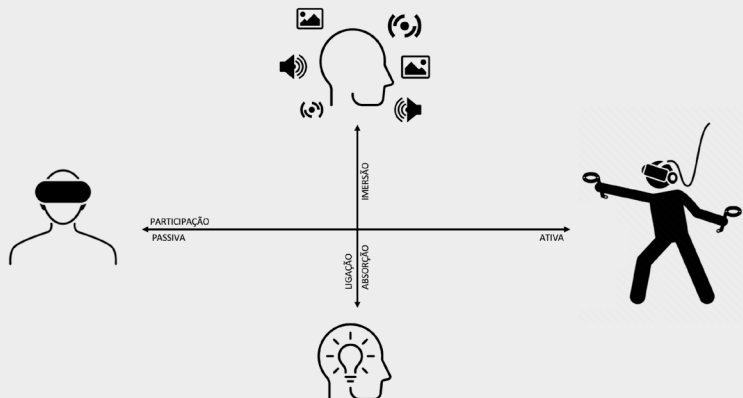 IMERSÃO
PARTICIPAÇÃO
PASSIVA
ATIVA
LIGAÇÃO
ABSORÇÃO